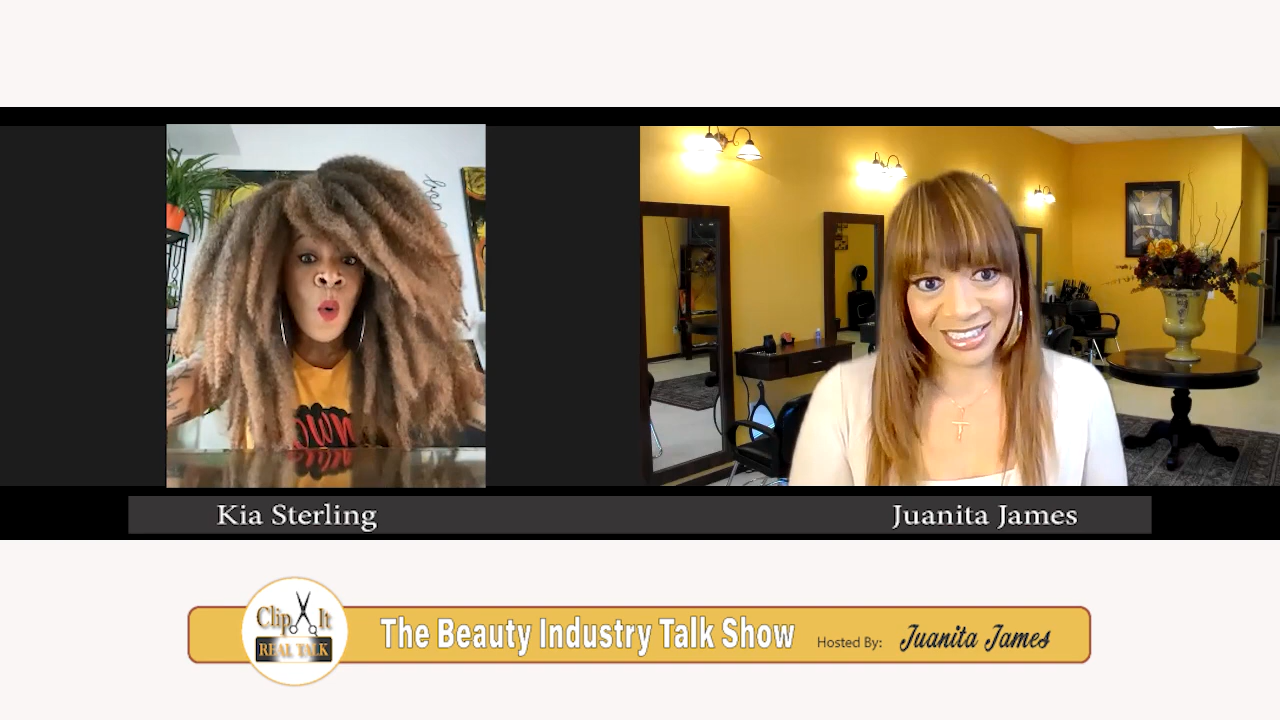 Kia Sterling
Juanita James
Clip It
REAL TALK
The Beauty Industry Talk Show
Hosted By:
Juanita James